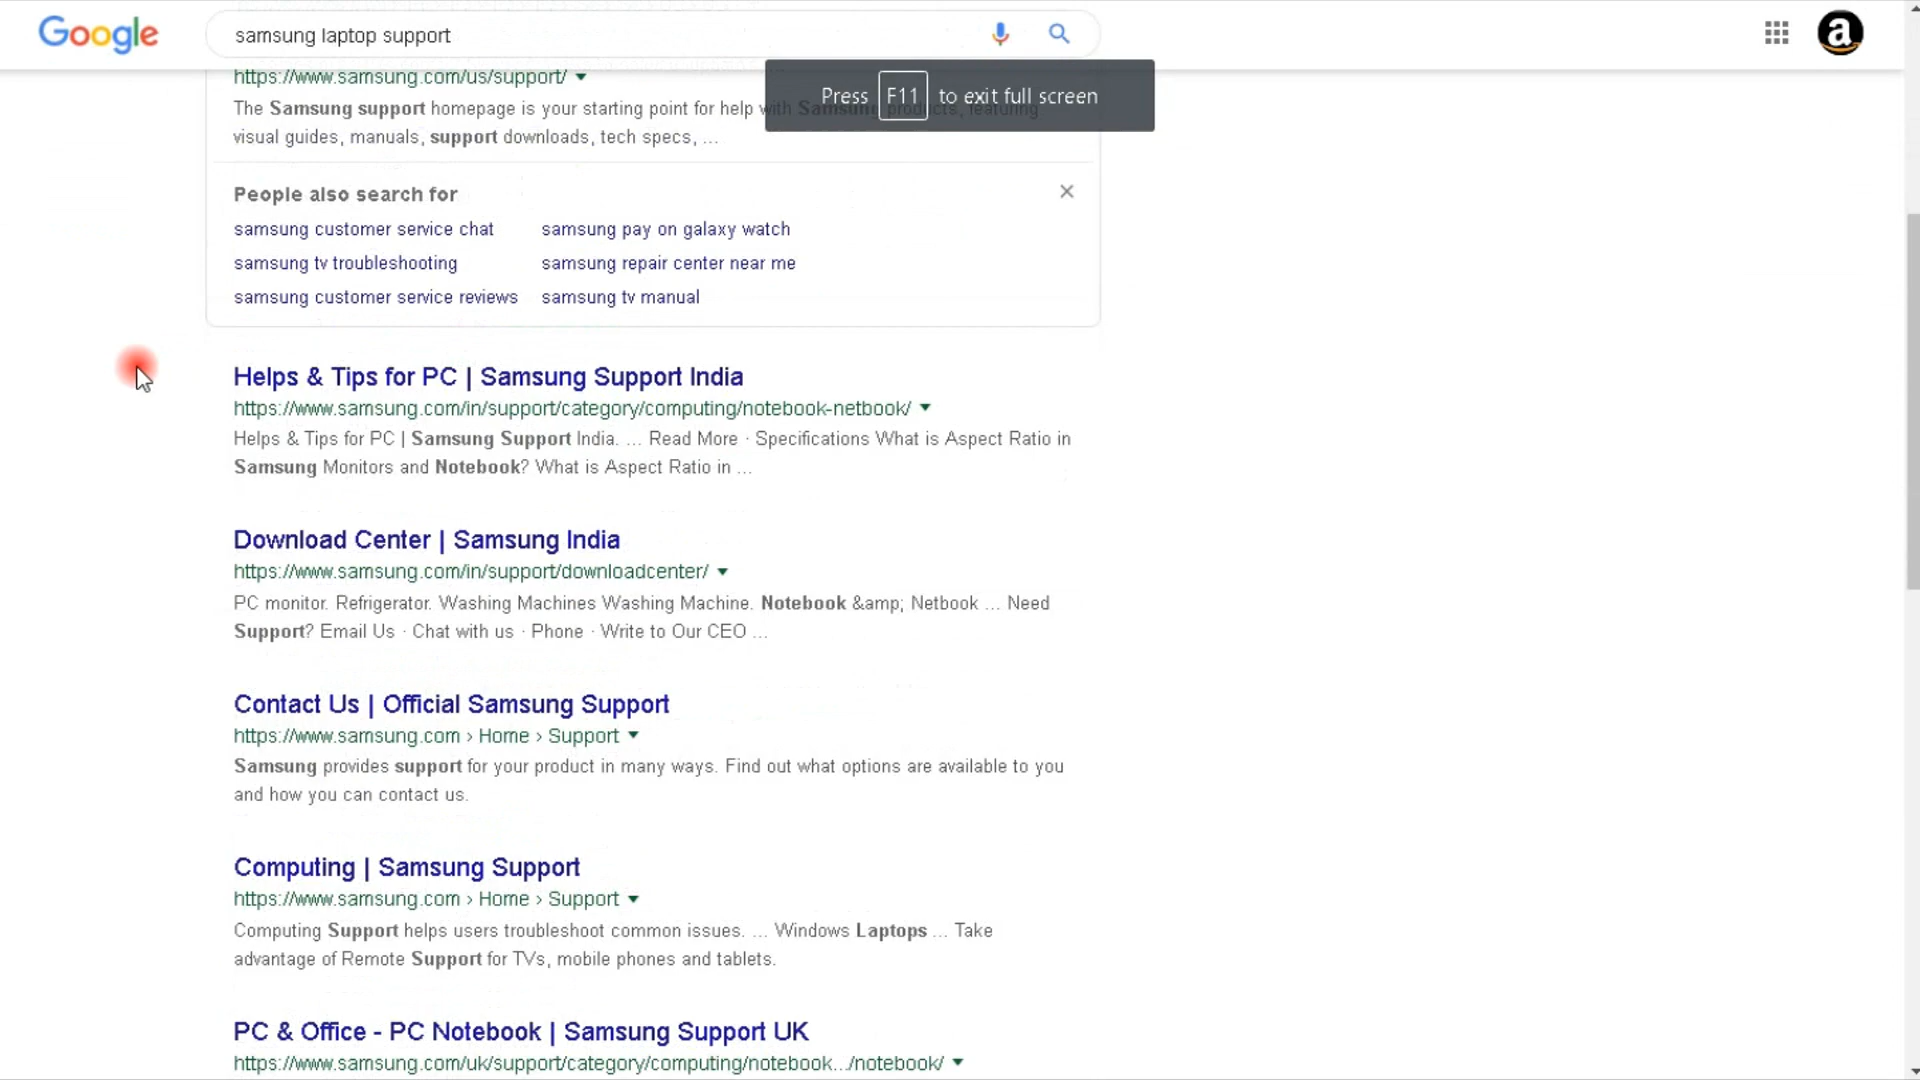 Google
samsung laptop support
a
https://www.samsung.com/us/support/
Press F11 to exit full screen
The Samsung support homepage is your starting point for help with Samsung products, featuring
visual guides, manuals, support downloads, tech specs, ...
People also search for
samsung customer service chat
samsung pay on galaxy watch
samsung tv troubleshooting
samsung repair center near me
samsung customer service reviews
samsung tv manual
Helps & Tips for PC | Samsung Support India
https://www.samsung.com/in/support/category/computing/notebook-netbook/
Helps & Tips for PC | Samsung Support India. ... Read More · Specifications What is Aspect Ratio in
Samsung Monitors and Notebook? What is Aspect Ratio in ...
Download Center | Samsung India
https://www.samsung.com/in/support/downloadcenter/
PC monitor. Refrigerator. Washing Machines Washing Machine. Notebook &amp; Netbook ... Need
Support? Email Us · Chat with us · Phone · Write to Our CEO ...
Contact Us | Official Samsung Support
https://www.samsung.com › Home › Support
Samsung provides support for your product in many ways. Find out what options are available to you
and how you can contact us.
Computing | Samsung Support
https://www.samsung.com › Home › Support
Computing Support helps users troubleshoot common issues. ... Windows Laptops ... Take
advantage of Remote Support for TVs, mobile phones and tablets.
PC & Office - PC Notebook | Samsung Support UK
https://www.samsung.com/uk/support/category/computing/notebook.../notebook/